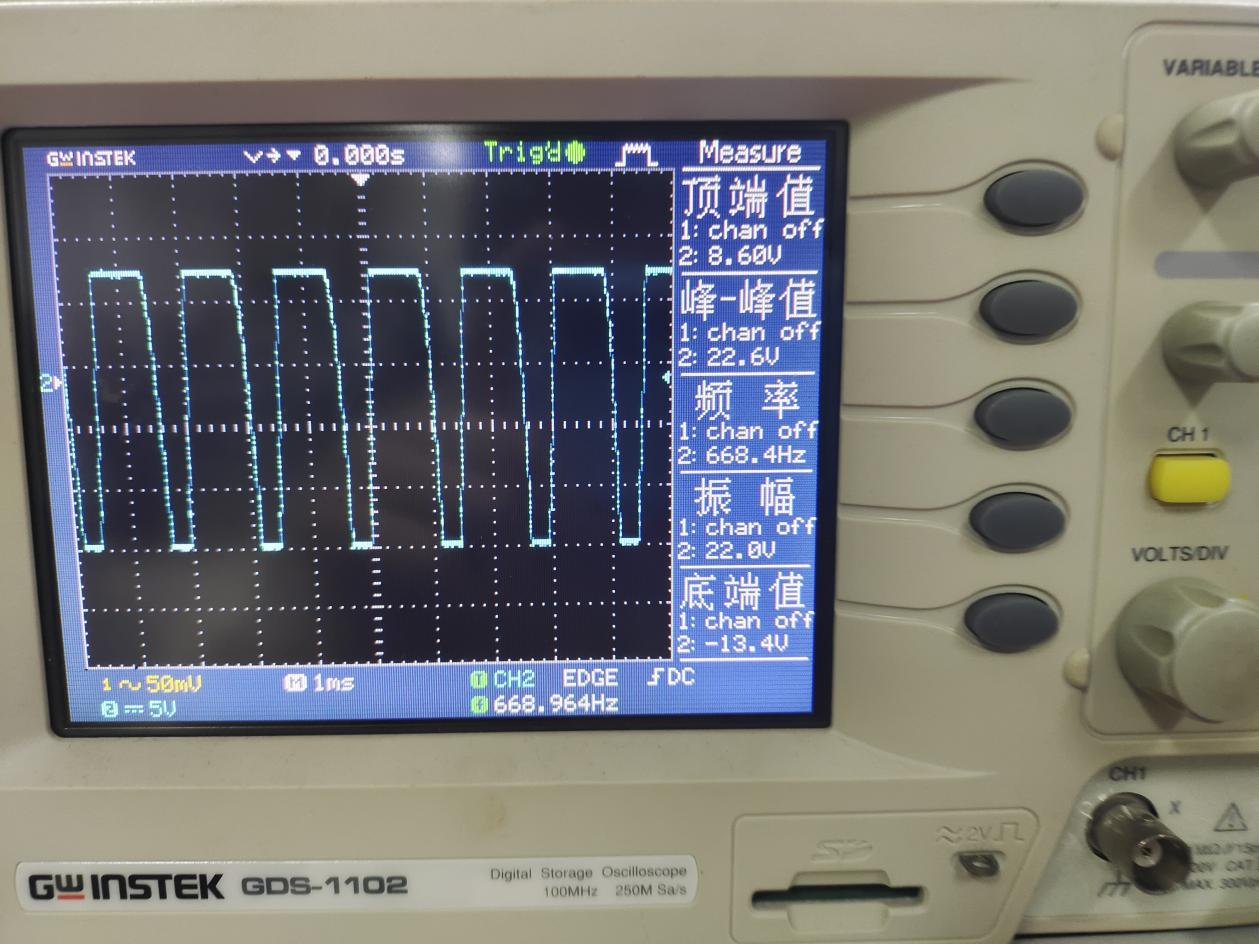 GW INSTEK
0.000s
Trig'd
Measure
顶端值
1: chan off
2: 8.60V
峰-峰值
1: chan off
2: 22.6V
频率
1: chan off
2: 668.4Hz
振幅
1: chan off
2: 22.0V
底端值
1: chan off
2: -13.4V
2
1 50mV
M 1ms
T CH2 EDGE DC
2 5V
668.964Hz
VARIABLE
CH 1
VOLTS/DIV
CH1
X
GW INSTEK GDS-1102
Digital Storage Oscilloscope
100MHz 250M Sa/s
SD
≈2V
MAX. 300V